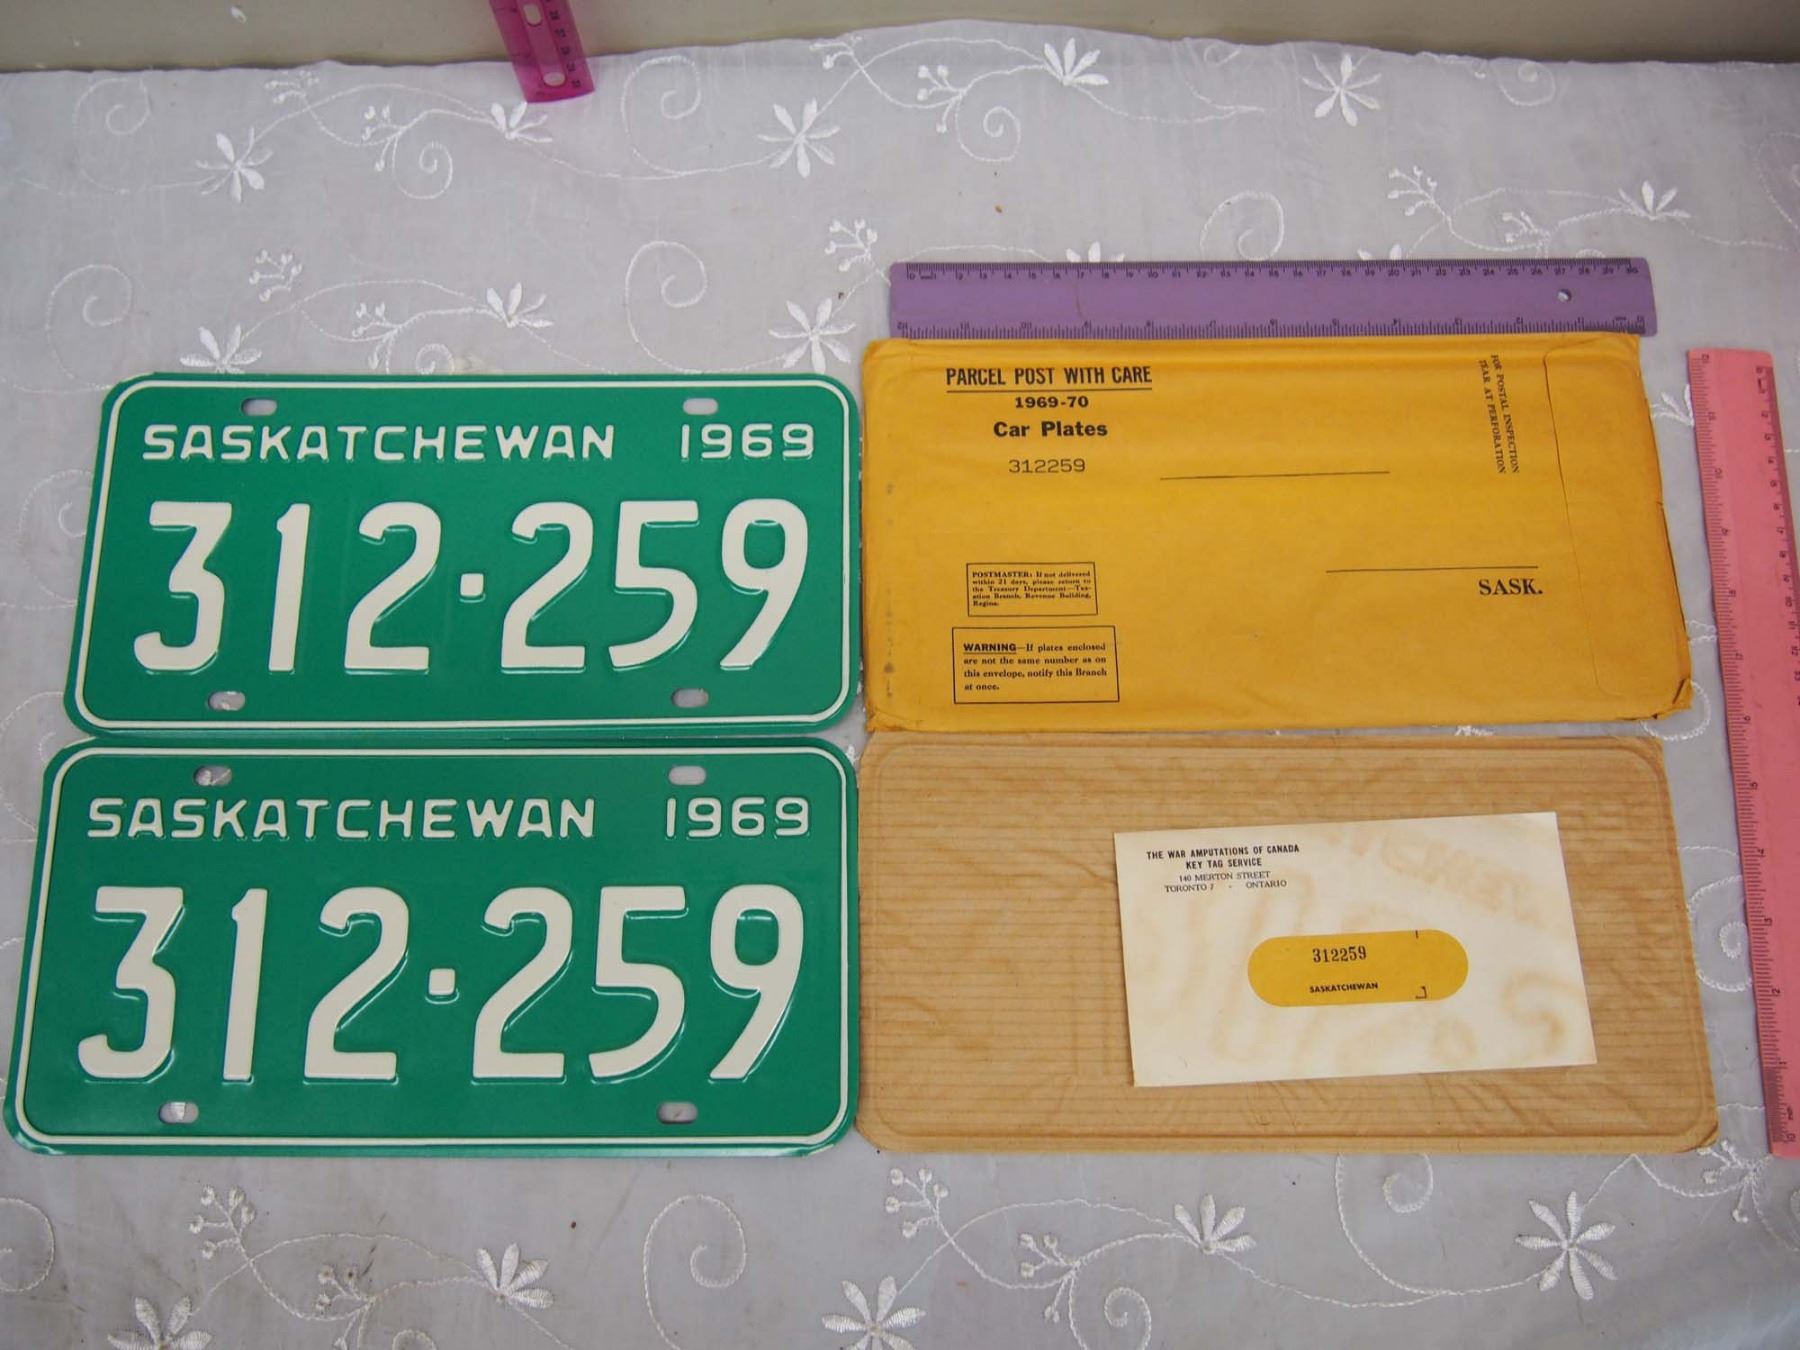 SASKATCHEWAN 1969
312·259
SASKATCHEWAN 1969
312·259
PARCEL POST WITH CARE
1969-70
Car Plates
312259
FOR POSTAL INSPECTION
TEAR AT PERFORATION
SASK.
POSTMASTER: If not delivered
within 21 days, please return to
the Treasury Department—Tax-
ation Branch, Revenue Building,
Regina.
WARNING—If plates enclosed
are not the same number as on
this envelope, notify this Branch
at once.
THE WAR AMPUTATIONS OF CANADA
KEY TAG SERVICE
140 MERTON STREET
TORONTO 7 - ONTARIO
312259
SASKATCHEWAN